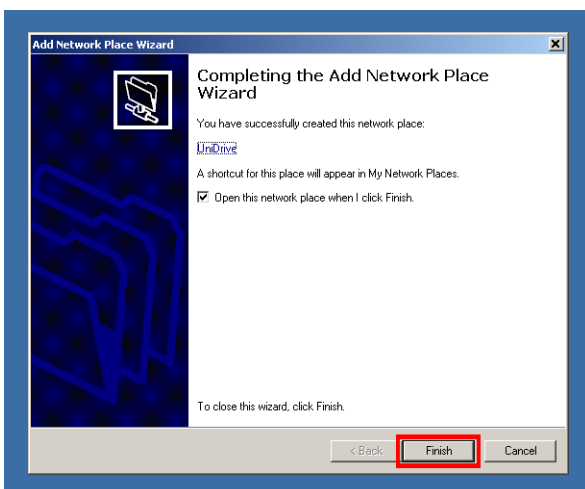 Add Network Place Wizard
Completing the Add Network Place
Wizard
You have successfully created this network place:
UniDrive
A shortcut for this place will appear in My Network Places.
Open this network place when I click Finish.
To close this wizard, click Finish.
< Back
Finish
Cancel